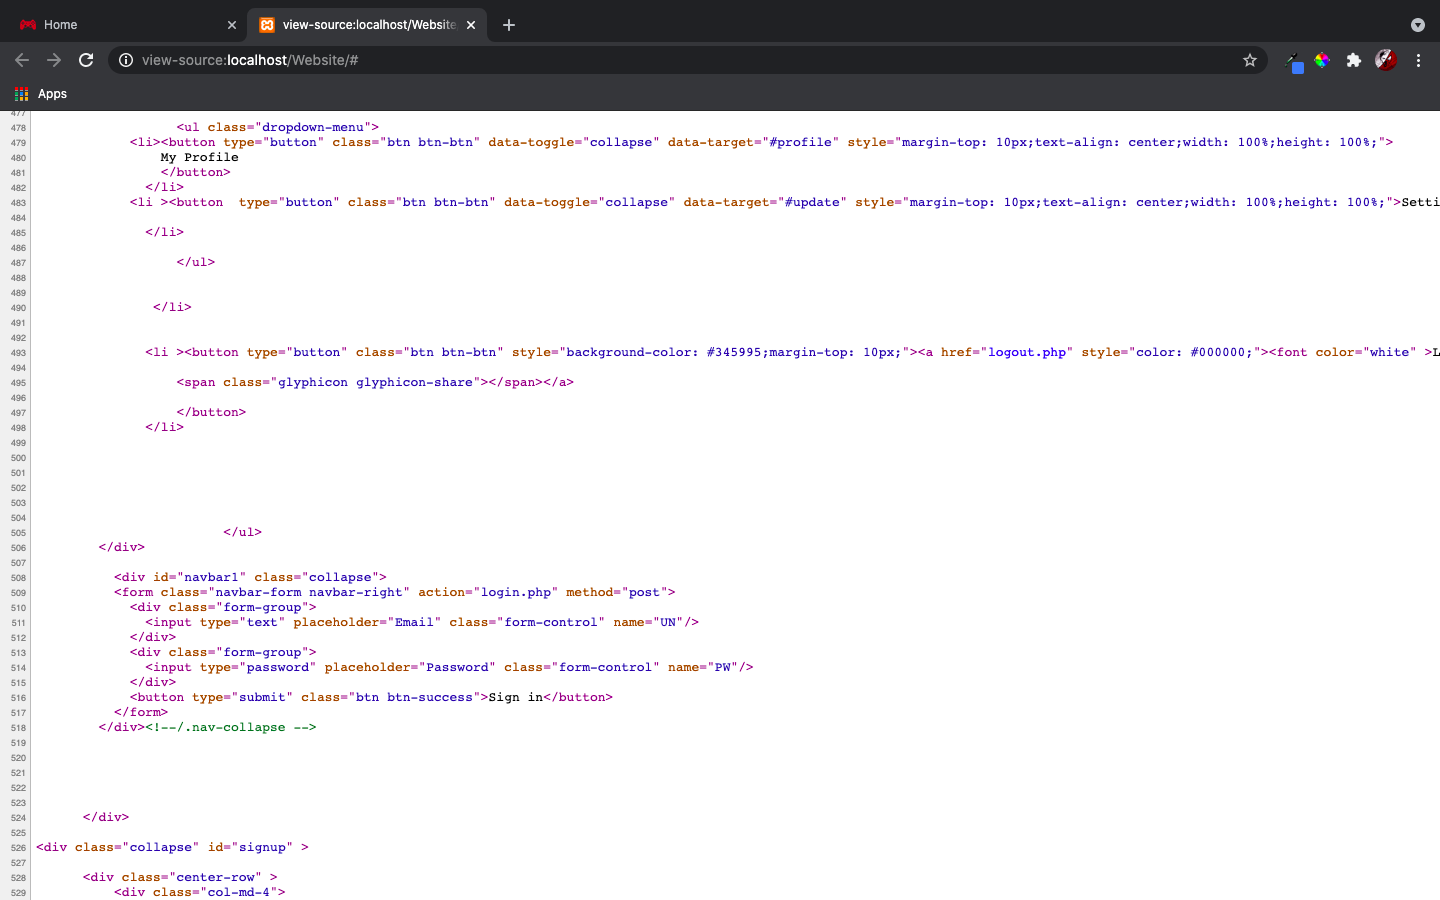 Home
view-source:localhost/Website
view-source:localhost/Website/#
Apps
477
478 <ul class="dropdown-menu">
479 <li><button type="button" class="btn btn-btn" data-toggle="collapse" data-target="#profile" style="margin-top: 10px;text-align: center;width: 100%;height: 100%;">
480 My Profile
481 </button>
482 </li>
483 <li ><button  type="button" class="btn btn-btn" data-toggle="collapse" data-target="#update" style="margin-top: 10px;text-align: center;width: 100%;height: 100%;">Setti
484
485 </li>
486
487 </ul>
488
489
490 </li>
491
492
493 <li ><button type="button" class="btn btn-btn" style="background-color: #345995;margin-top: 10px;"><a href="logout.php" style="color: #000000;"><font color="white" >L
494
495 <span class="glyphicon glyphicon-share"></span></a>
496
497 </button>
498 </li>
499
500
501
502
503
504
505 </ul>
506 </div>
507
508 <div id="navbar1" class="collapse">
509 <form class="navbar-form navbar-right" action="login.php" method="post">
510 <div class="form-group">
511 <input type="text" placeholder="Email" class="form-control" name="UN"/>
512 </div>
513 <div class="form-group">
514 <input type="password" placeholder="Password" class="form-control" name="PW"/>
515 </div>
516 <button type="submit" class="btn btn-success">Sign in</button>
517 </form>
518 </div><!--/.nav-collapse -->
519
520
521
522
523
524 </div>
525
526 <div class="collapse" id="signup" >
527
528 <div class="center-row" >
529 <div class="col-md-4">